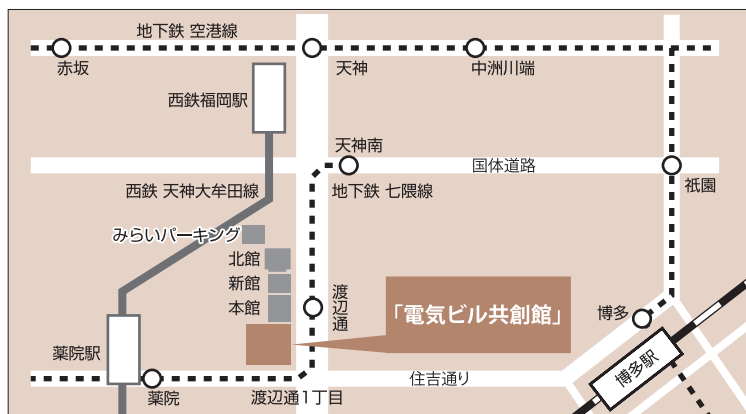 地下鉄 空港線
赤坂
天神
中洲川端
西鉄福岡駅
天神南
国体道路
西鉄 天神大牟田線
地下鉄 七隈線
祇園
みらいパーキング
北館
新館
本館
渡辺通
「電気ビル共創館」
博多
博多駅
薬院駅
薬院
渡辺通1丁目
住吉通り